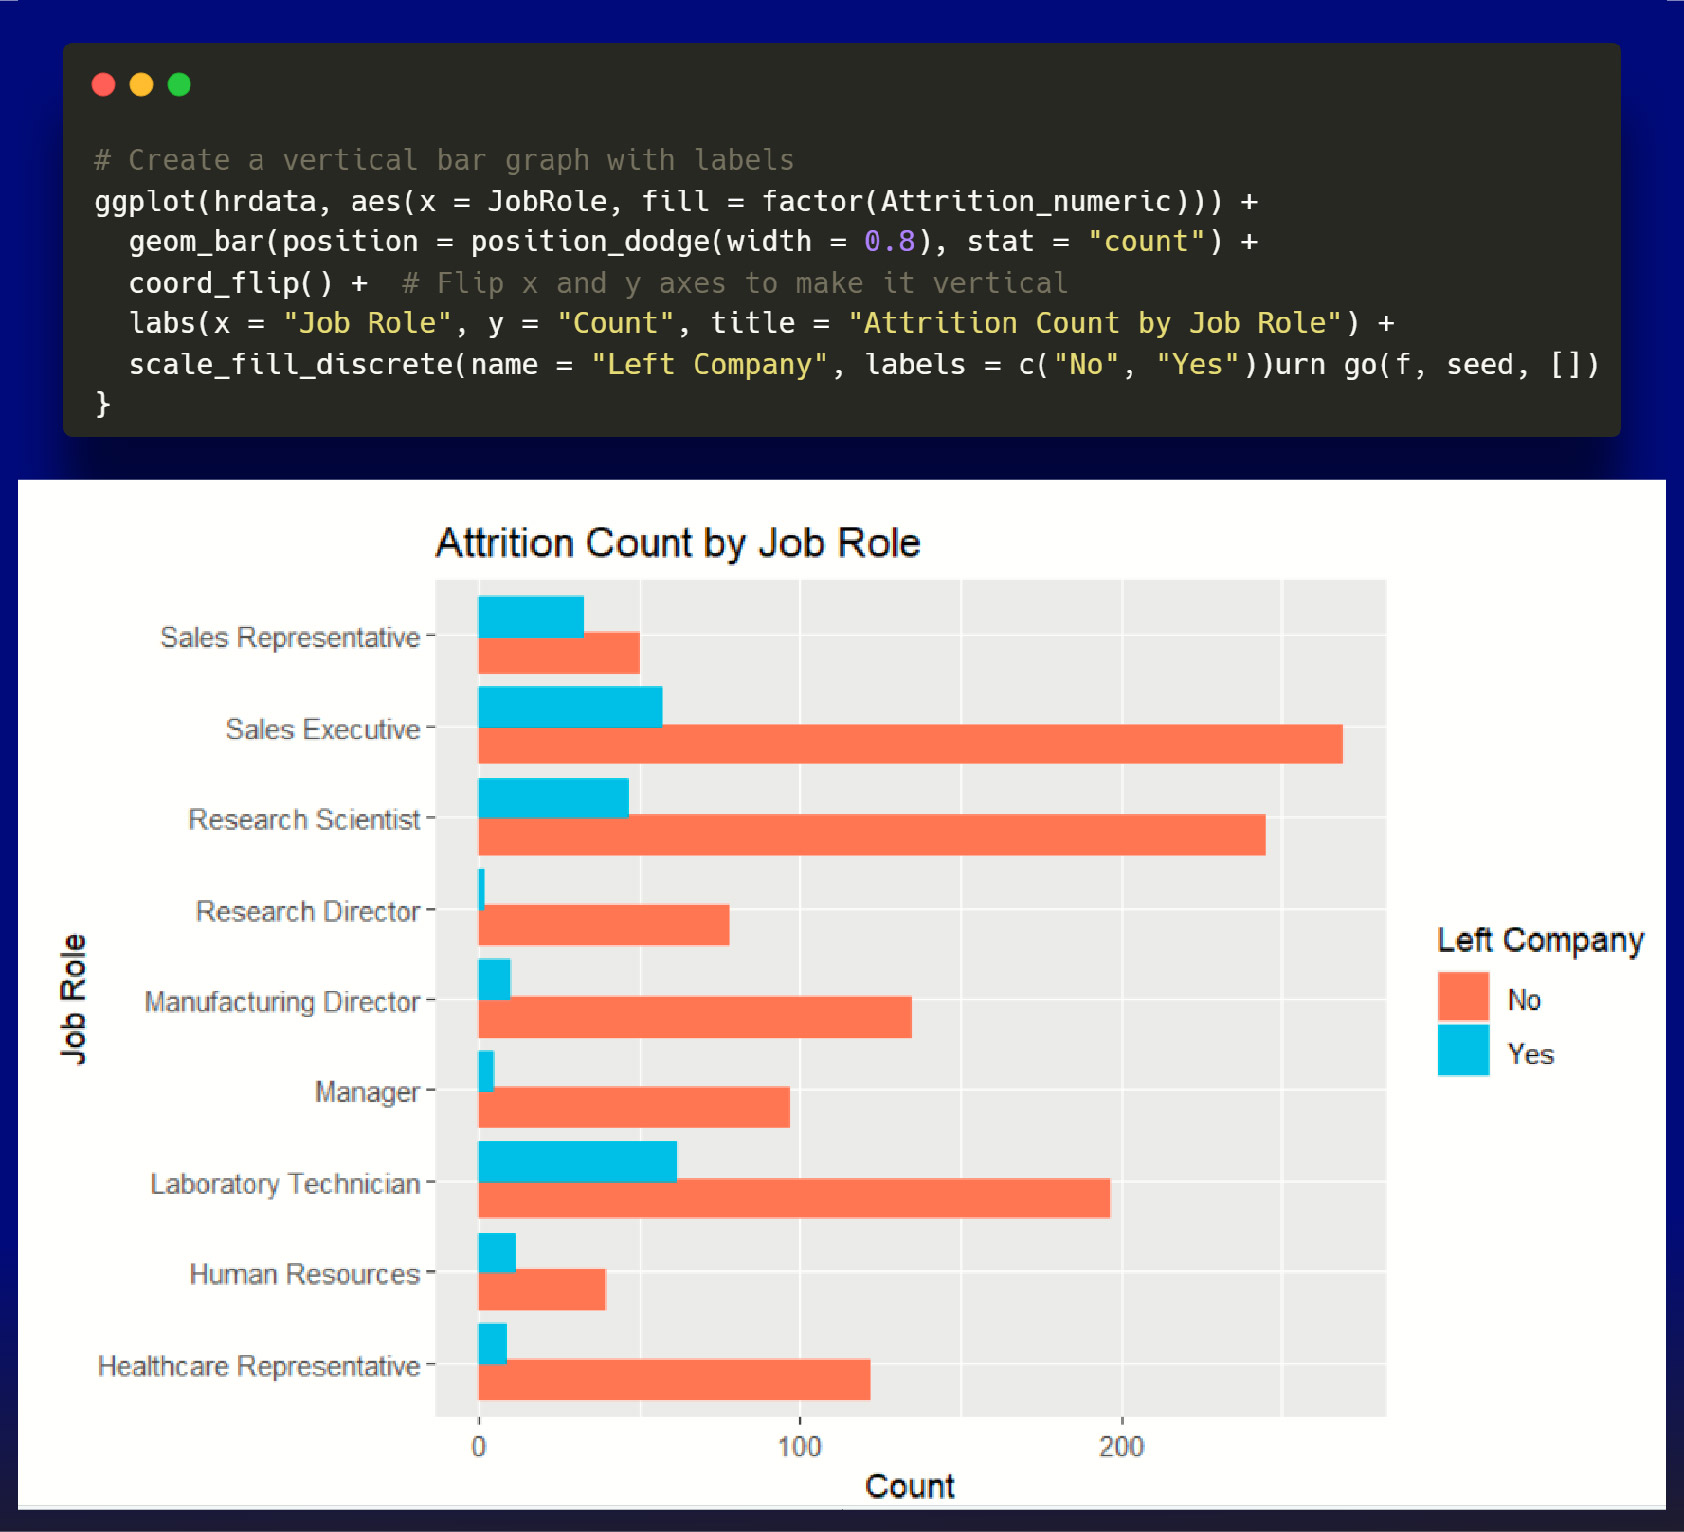 # Create a vertical bar graph with labels
ggplot(hrdata, aes(x = JobRole, fill = factor(Attrition_numeric))) +
  geom_bar(position = position_dodge(width = 0.8), stat = "count") +
  coord_flip() +  # Flip x and y axes to make it vertical
  labs(x = "Job Role", y = "Count", title = "Attrition Count by Job Role") +
  scale_fill_discrete(name = "Left Company", labels = c("No", "Yes"))urn go(f, seed, [])
}
Attrition Count by Job Role
Job Role
Sales Representative
Sales Executive
Research Scientist
Research Director
Manufacturing Director
Manager
Laboratory Technician
Human Resources
Healthcare Representative
0 100 200
Count
Left Company
No
Yes